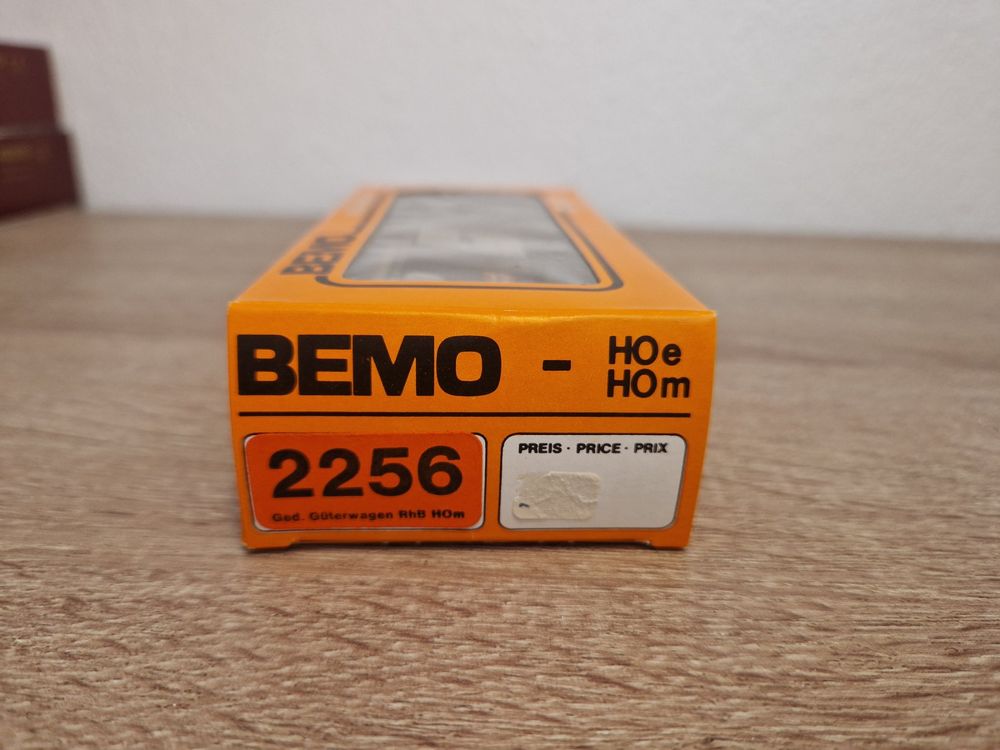 BEMO
BEMO - HOe
HOm
2256
Ged. Güterwagen RhB HOm
PREIS · PRICE · PRIX